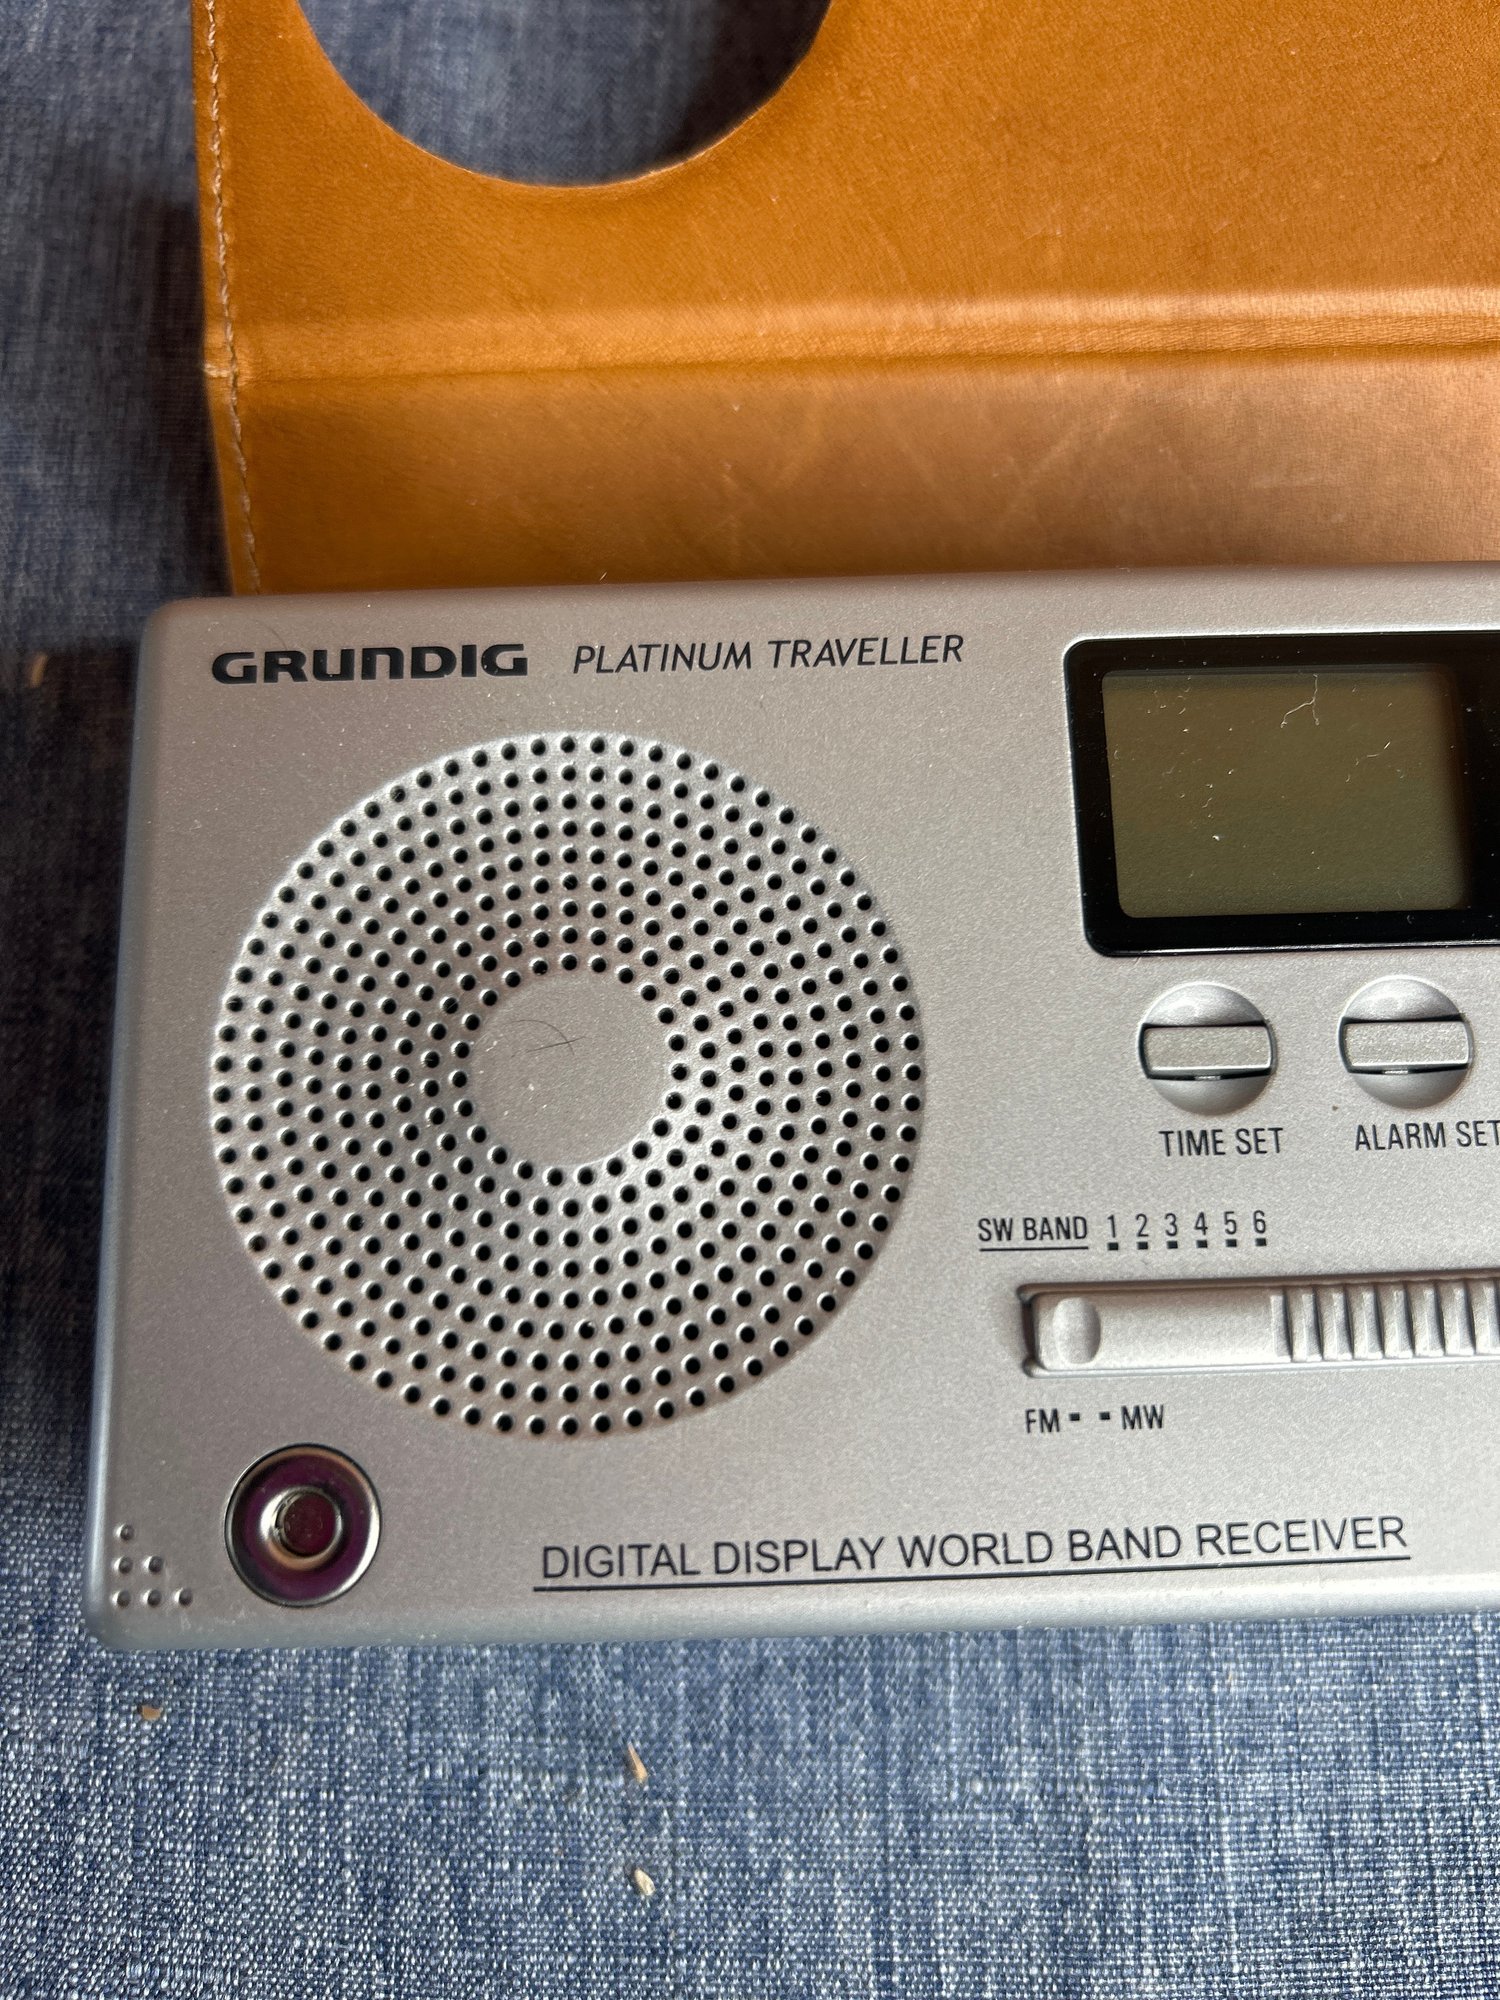 GRUNDIG PLATINUM TRAVELLER
TIME SET ALARM SET
SW BAND 1 2 3 4 5 6
FM MW
DIGITAL DISPLAY WORLD BAND RECEIVER